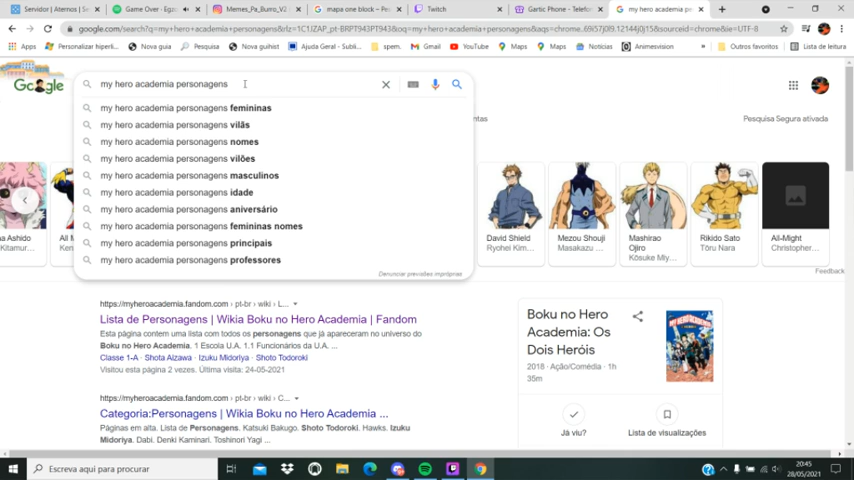 Servidor | Aternos | S
Game Over - Egzo
Memes_Pa_Burro_V2
mapa one block – P
Twitch
Gartic Phone - Telefo
my hero academia pe
google.com/search?q=my+hero+academia+personagens&rlz=1C1JZAP_pt-BRPT943PT943&oq=my+hero+academia+personagens&aqs=chrome..69i57j0l9.12144j0j15&sourceid=chrome&ie=UTF-8
Apps
Personalizar hiperli...
Nova guia
Nova guilhist
Ajuda Geral - Subli...
spam
Gmail
YouTube
Maps
Maps
Notícias
Animesvision
Outros favoritos
Lista de leitura
my hero academia personagens
my hero academia personagens femininas
Pesquisa Segura ativada
my hero academia personagens vilãs
my hero academia personagens nomes
my hero academia personagens vilões
my hero academia personagens masculinos
my hero academia personagens idade
my hero academia personagens aniversário
my hero academia personagens femininas nomes
my hero academia personagens principais
my hero academia personagens professores
Denunciar previsões impróprias
Ashido
Kitamur...
All M
Ken
David Shield
Ryohei Kim...
Mezou Shouji
Masakazu ...
Mashirao
Ojiro
Kōsuke Miy...
Rikido Sato
Tōru Nara
All-Might
Christopher...
Feedback
https://myheroacademia.fandom.com › pt-br › wiki › L...
Lista de Personagens | Wikia Boku no Hero Academia | Fandom
Esta página contem uma lista com todos os personagens que já apareceram no universo do
Boku no Hero Academia. 1 Escola U.A. 1.1 Funcionários da U.A. ...
Classe 1-A · Shota Aizawa · Izuku Midoriya · Shoto Todoroki
Visitou esta página 2 vezes. Última visita: 24-05-2021
https://myheroacademia.fandom.com › pt-br › wiki › C...
Categoria:Personagens | Wikia Boku no Hero Academia ...
Páginas em alta. Lista de Personagens. Katsuki Bakugo. Shoto Todoroki. Hawks. Izuku
Midoriya. Dabi. Denki Kaminari. Toshinori Yagi ...
Boku no Hero
Academia: Os
Dois Heróis
2018 · Ação/Comédia · 1h
35m
Já viu?
Lista de visualizações
Escreva aqui para procurar
20:45
28/05/2021